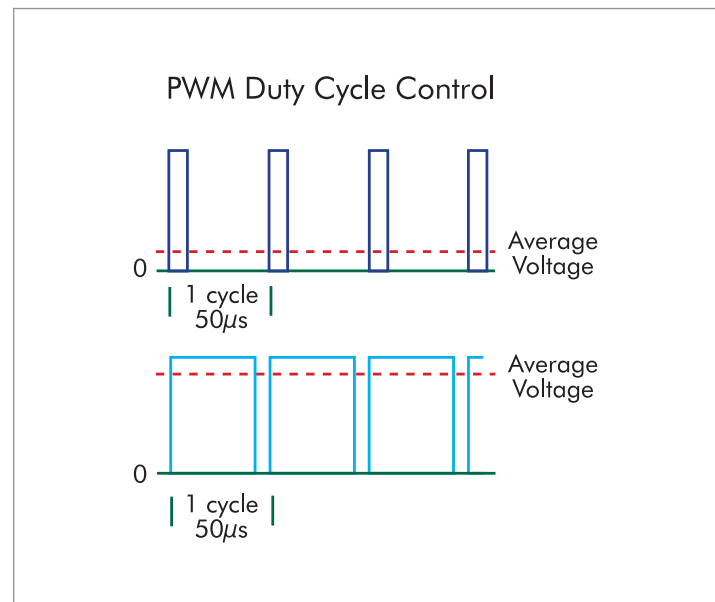 PWM Duty Cycle Control
Average
Voltage
0
1 cycle
50µs
Average
Voltage
0
1 cycle
50µs